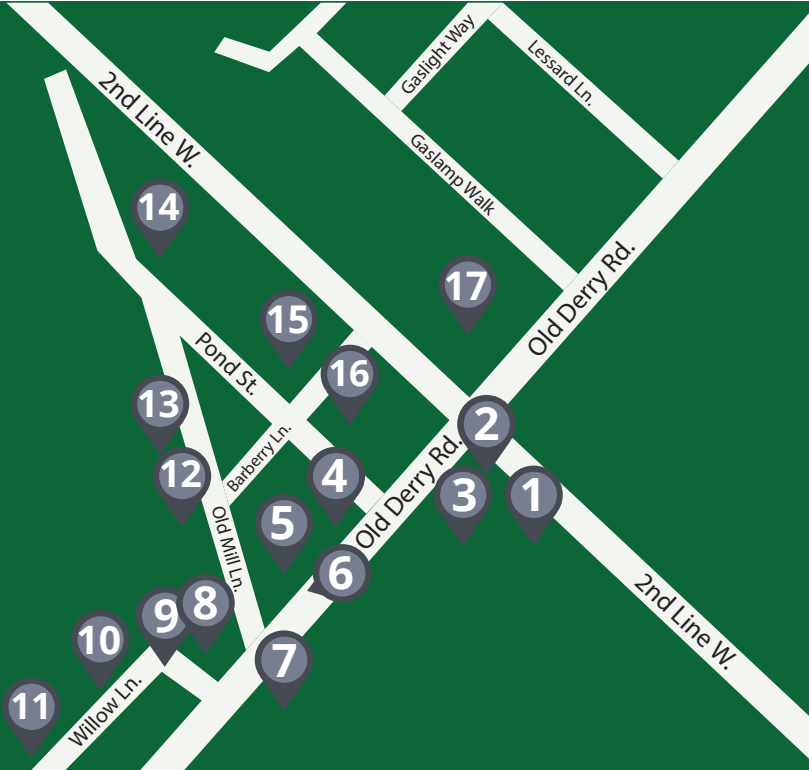 Gaslight Way
Lessard Ln.
2nd Line W.
Gaslamp Walk
14
17
Old Derry Rd.
15
Pond St.
16
13
2
Barberry Ln.
12
4
Old Derry Rd.
3
1
5
Old Mill Ln.
6
9
8
2nd Line W.
10
7
Willow Ln.
11